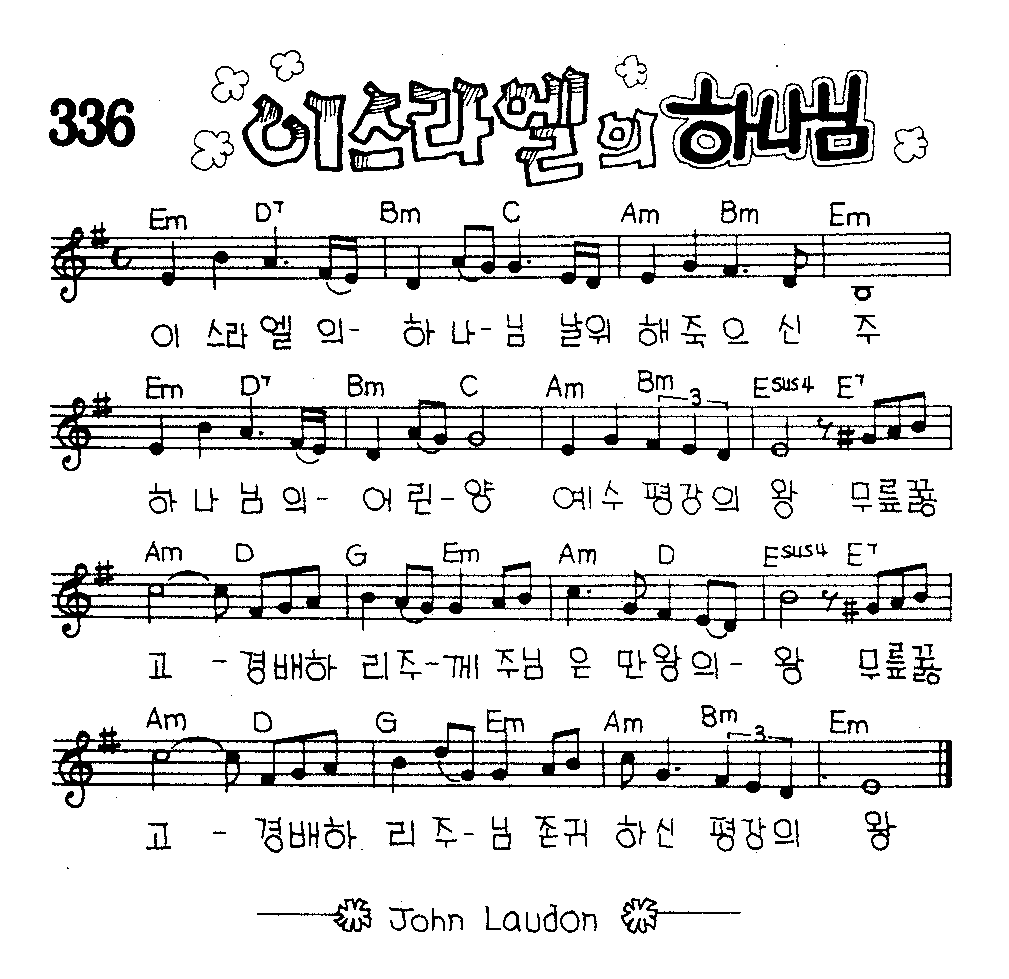 336 이스라엘의 하나님
Em D7 Bm C Am Bm Em
이 스라엘 의- 하 나-님 날위 해 죽 으 신 주
Em D7 Bm C Am Bm 3 Esus4 E7
하 나 님 의- 어 린-양 예 수 평강의 왕 무릎꿇
Am D G Em Am D Esus4 E7
고 - 경배하 리주-께 주님 은 만왕의- 왕 무릎꿇
Am D G Em Am Bm 3 Em
고 - 경배하 리 주-님 존귀 하신 평강의 왕
John Laudon